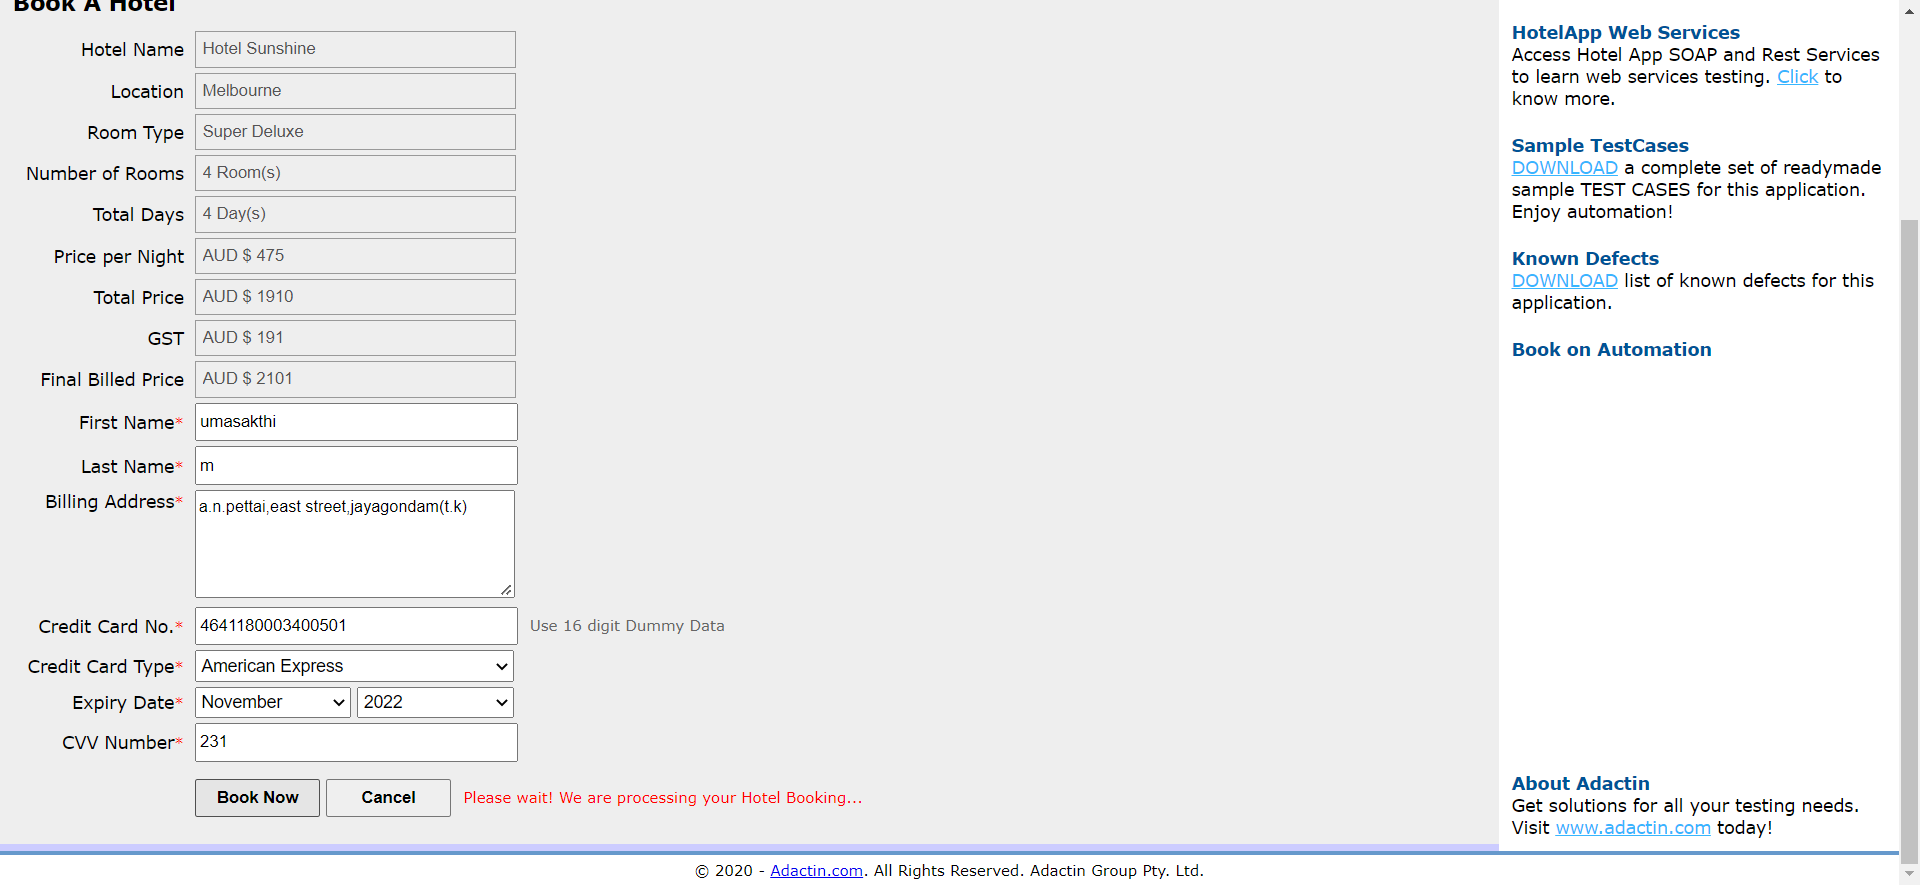 Book A Hotel
Hotel Name Hotel Sunshine
Location Melbourne
Room Type Super Deluxe
Number of Rooms 4 Room(s)
Total Days 4 Day(s)
Price per Night AUD $ 475
Total Price AUD $ 1910
GST AUD $ 191
Final Billed Price AUD $ 2101
First Name* umasakthi
Last Name* m
Billing Address* a.n.pettai,east street,jayagondam(t.k)
Credit Card No.* 4641180003400501 Use 16 digit Dummy Data
Credit Card Type* American Express
Expiry Date* November 2022
CVV Number* 231
Book Now Cancel Please wait! We are processing your Hotel Booking...
HotelApp Web Services
Access Hotel App SOAP and Rest Services
to learn web services testing. Click to
know more.
Sample TestCases
DOWNLOAD a complete set of readymade
sample TEST CASES for this application.
Enjoy automation!
Known Defects
DOWNLOAD list of known defects for this
application.
Book on Automation
About Adactin
Get solutions for all your testing needs.
Visit www.adactin.com today!
© 2020 - Adactin.com. All Rights Reserved. Adactin Group Pty. Ltd.